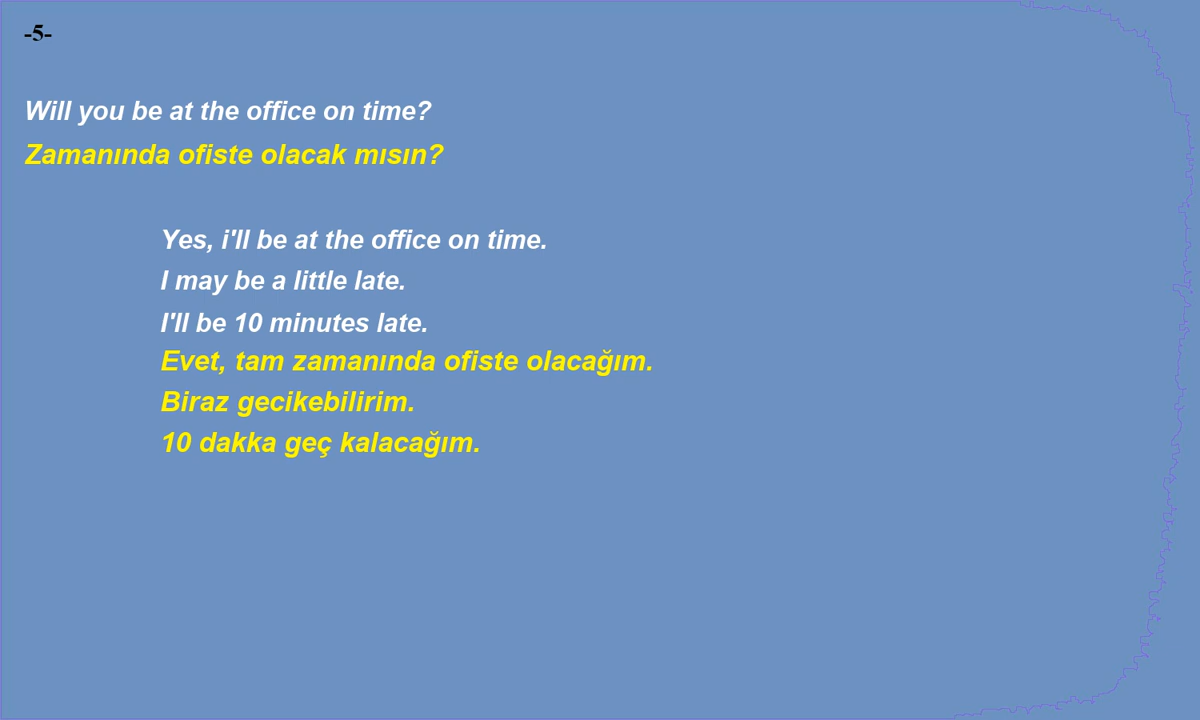 -5-
Will you be at the office on time?
Zamanında ofiste olacak mısın?
Yes, i'll be at the office on time.
I may be a little late.
I'll be 10 minutes late.
Evet, tam zamanında ofiste olacağım.
Biraz gecikebilirim.
10 dakka geç kalacağım.